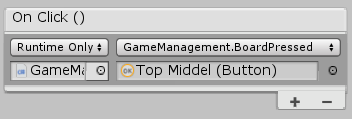 On Click ()
Runtime Only GameManagement.BoardPressed
GameMa Top Middel (Button)
+ −